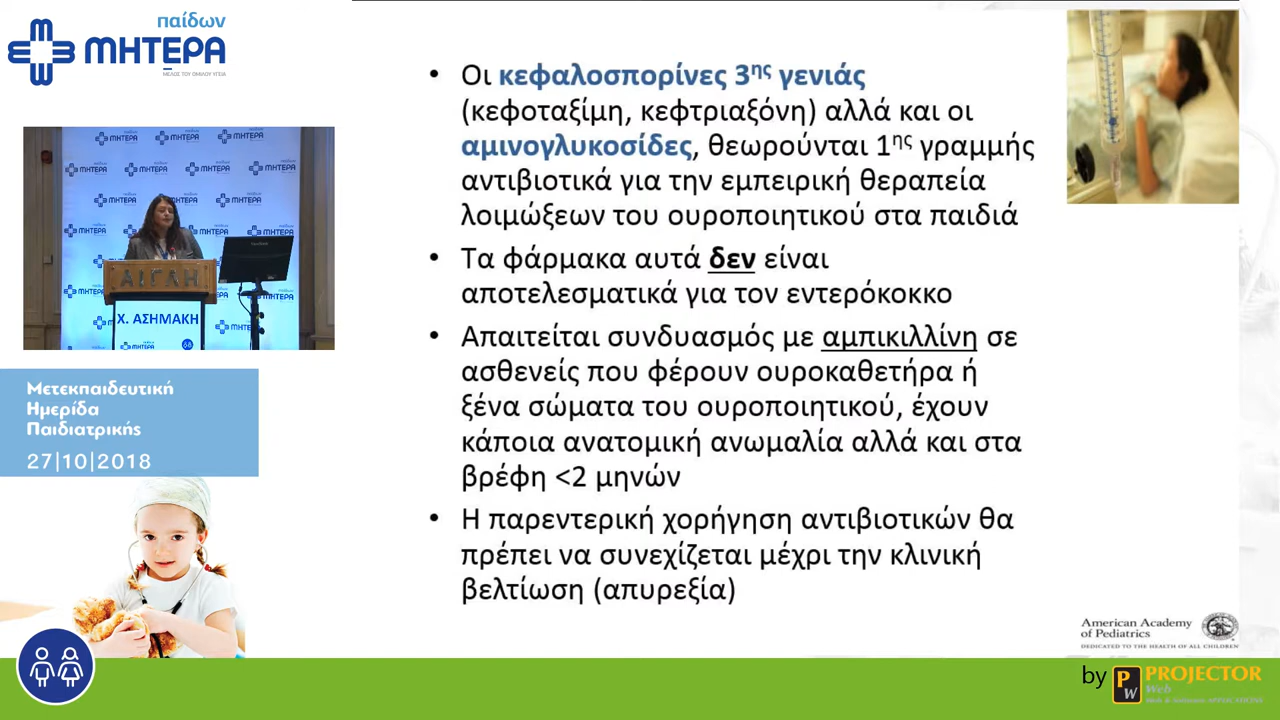 παίδων
ΜΗΤΕΡΑ
ΜΕΛΟΣ ΤΟΥ ΟΜΙΛΟΥ ΥΓΕΙΑ
ΑΙΓΛΗ
Χ. ΑΣΗΜΑΚΗ
ΜΗΤΕΡΑ
Μετεκπαιδευτική
Ημερίδα
Παιδιατρικής
27|10|2018
• Οι κεφαλοσπορίνες 3ης γενιάς
(κεφοταξίμη, κεφτριαξόνη) αλλά και οι
αμινογλυκοσίδες, θεωρούνται 1ης γραμμής
αντιβιοτικά για την εμπειρική θεραπεία
λοιμώξεων του ουροποιητικού στα παιδιά
• Τα φάρμακα αυτά δεν είναι
αποτελεσματικά για τον εντερόκοκκο
• Απαιτείται συνδυασμός με αμπικιλλίνη σε
ασθενείς που φέρουν ουροκαθετήρα ή
ξένα σώματα του ουροποιητικού, έχουν
κάποια ανατομική ανωμαλία αλλά και στα
βρέφη <2 μηνών
• Η παρεντερική χορήγηση αντιβιοτικών θα
πρέπει να συνεχίζεται μέχρι την κλινική
βελτίωση (απυρεξία)
American Academy
of Pediatrics
DEDICATED TO THE HEALTH OF ALL CHILDREN
by PW PROJECTOR
Web